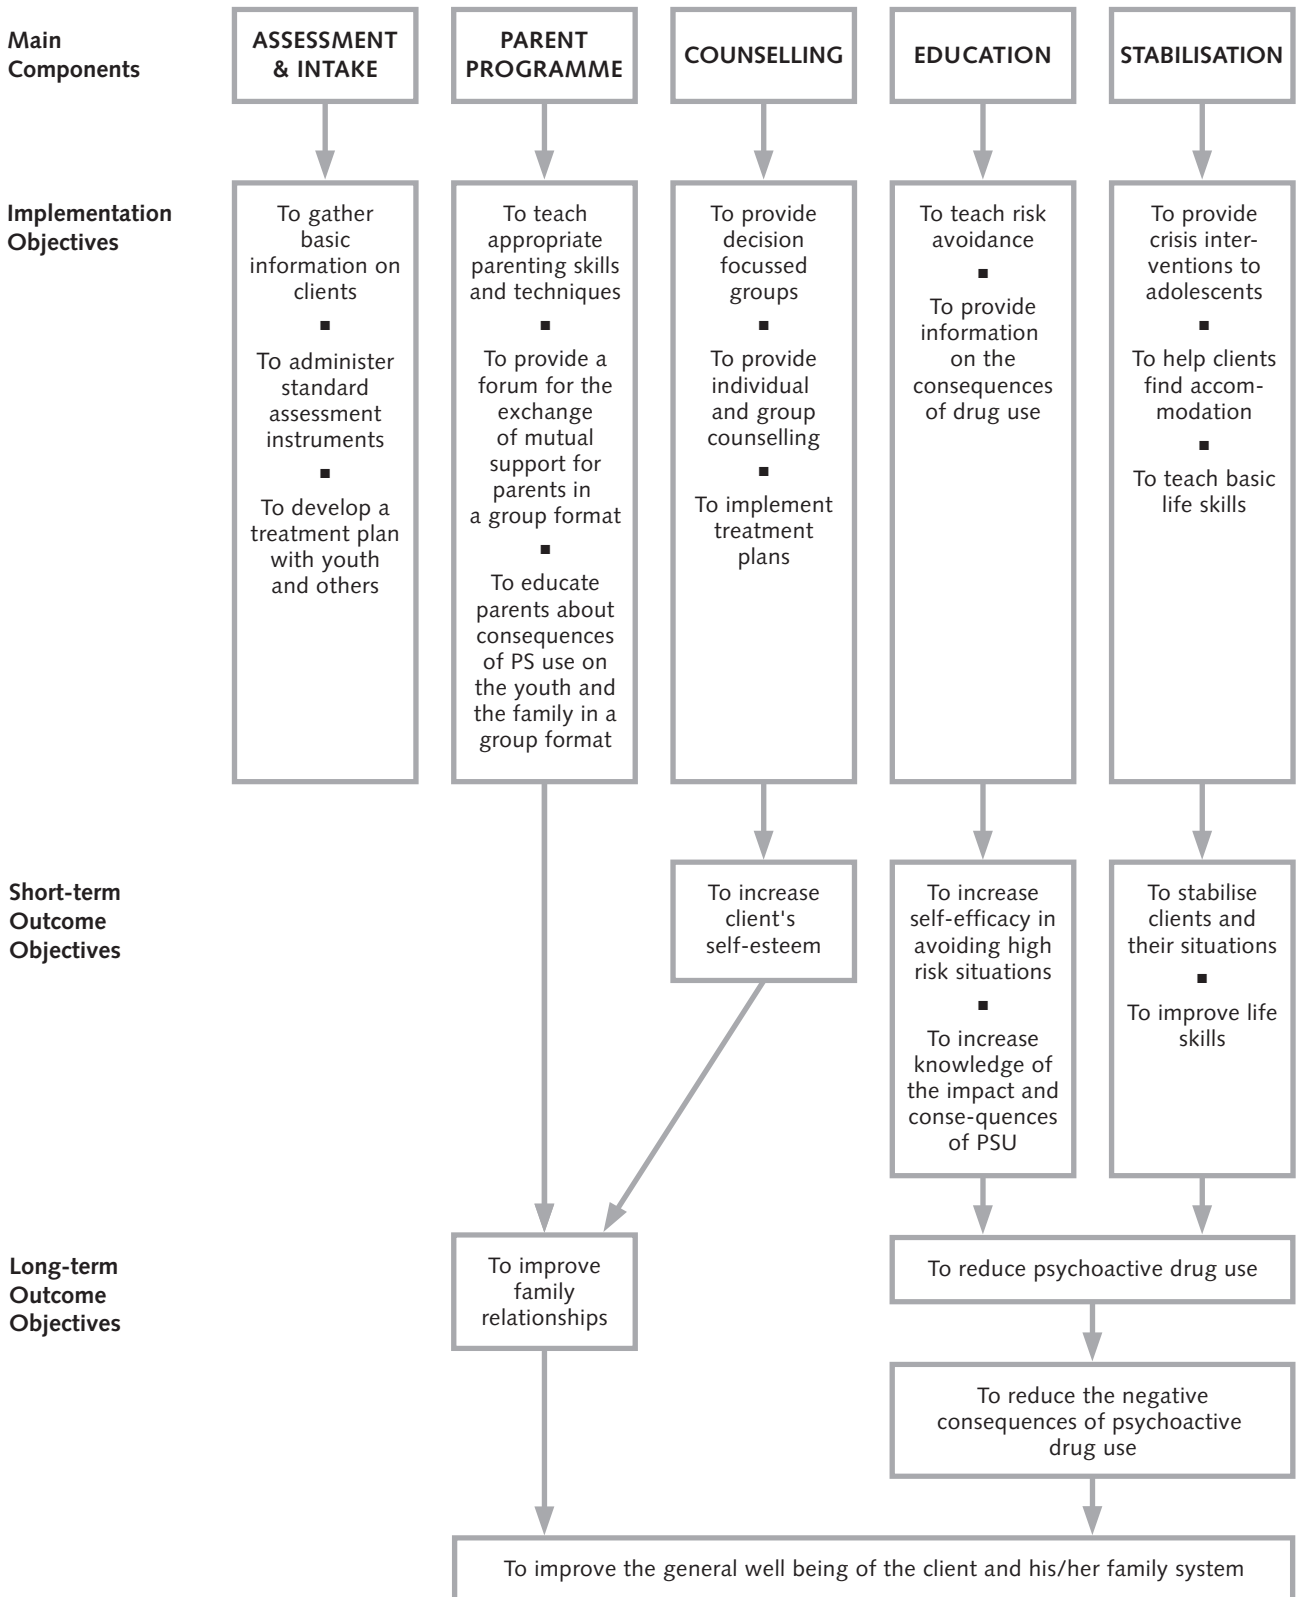 Main
Components
ASSESSMENT
& INTAKE
PARENT
PROGRAMME
COUNSELLING
EDUCATION
STABILISATION
Implementation
Objectives
To gather
basic
information on
clients
■
To administer
standard
assessment
instruments
■
To develop a
treatment plan
with youth
and others
To teach
appropriate
parenting skills
and techniques
■
To provide a
forum for the
exchange
of mutual
support for
parents in
a group format
■
To educate
parents about
consequences
of PS use on
the youth and
the family in a
group format
To provide
decision
focussed
groups
■
To provide
individual
and group
counselling
■
To implement
treatment
plans
To teach risk
avoidance
■
To provide
information
on the
consequences
of drug use
To provide
crisis inter-
ventions to
adolescents
■
To help clients
find accom-
modation
■
To teach basic
life skills
Short-term
Outcome
Objectives
To increase
client's
self-esteem
To increase
self-efficacy in
avoiding high
risk situations
■
To increase
knowledge of
the impact and
conse-quences
of PSU
To stabilise
clients and
their situations
■
To improve life
skills
Long-term
Outcome
Objectives
To improve
family
relationships
To reduce psychoactive drug use
To reduce the negative
consequences of psychoactive
drug use
To improve the general well being of the client and his/her family system